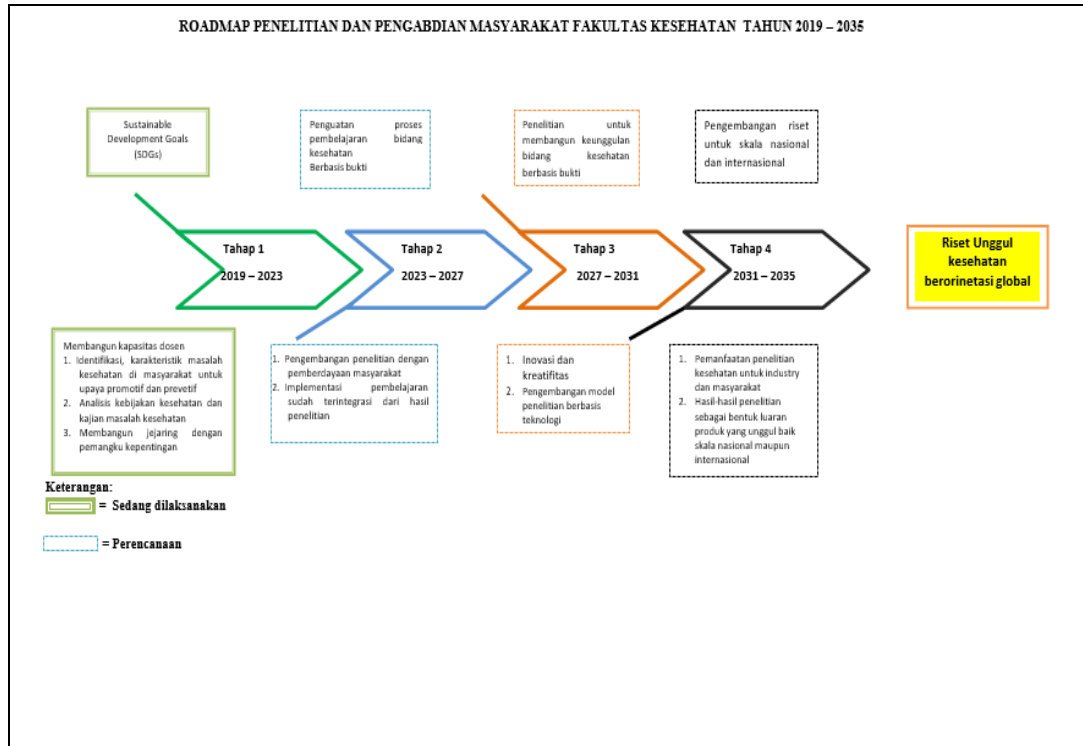 ROADMAP PENELITIAN DAN PENGABDIAN MASYARAKAT FAKULTAS KESEHATAN TAHUN 2019 – 2035
Sustainable
Development Goals
(SDGs)
Penguatan proses
pembelajaran bidang
kesehatan
Berbasis bukti
Penelitian untuk
membangun keunggulan
bidang kesehatan
berbasis bukti
Pengembangan riset
untuk skala nasional
dan internasional
Tahap 1
2019 – 2023
Tahap 2
2023 – 2027
Tahap 3
2027 – 2031
Tahap 4
2031 – 2035
Riset Unggul
kesehatan
berorinetasi global
Membangun kapasitas dosen
1. Identifikasi, karakteristik masalah
kesehatan di masyarakat untuk
upaya promotif dan prevetif
2. Analisis kebijakan kesehatan dan
kajian masalah kesehatan
3. Membangun jejaring dengan
pemangku kepentingan
1. Pengembangan penelitian dengan
pemberdayaan masyarakat
2. Implementasi pembelajaran
sudah terintegrasi dari hasil
penelitian
1. Inovasi dan
kreatifitas
2. Pengembangan model
penelitian berbasis
teknologi
1. Pemanfaatan penelitian
kesehatan untuk industry
dan masyarakat
2. Hasil-hasil penelitian
sebagai bentuk luaran
produk yang unggul baik
skala nasional maupun
internasional
Keterangan:
= Sedang dilaksanakan
= Perencanaan